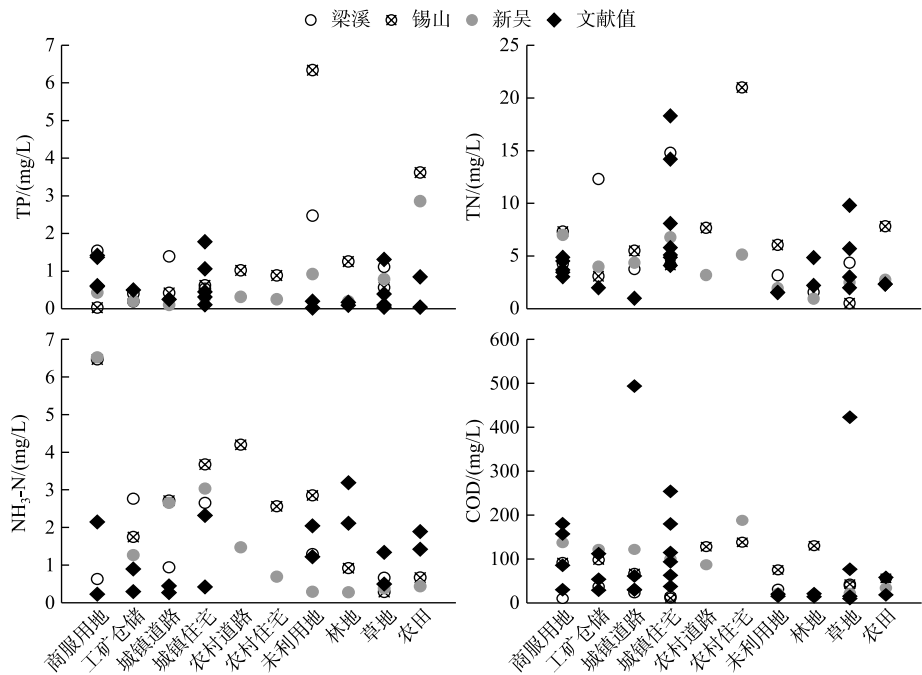 梁溪 锡山 新吴 文献值
TP/(mg/L)
7
6
5
4
3
2
1
0
TN/(mg/L)
25
20
15
10
5
0
NH3-N/(mg/L)
7
6
5
4
3
2
1
0
商服用地
工矿仓储
城镇道路
城镇住宅
农村道路
农村住宅
未利用地
林地
草地
农田
COD/(mg/L)
600
500
400
300
200
100
0
商服用地
工矿仓储
城镇道路
城镇住宅
农村道路
农村住宅
未利用地
林地
草地
农田